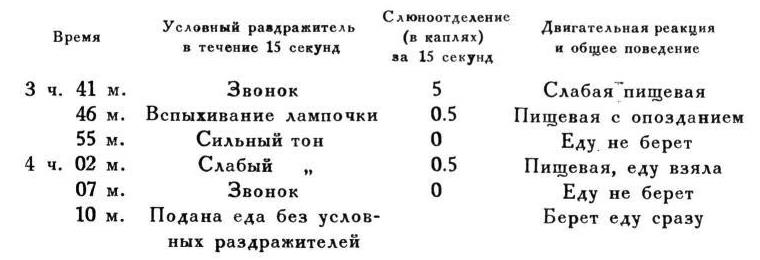 Время Условный раздражитель в течение 15 секунд Слюноотделение (в каплях) за 15 секунд Двигательная реакция и общее поведение
3 ч. 41 м. Звонок 5 Слабая пищевая
46 м. Вспыхивание лампочки 0.5 Пищевая с опозданием
55 м. Сильный тон 0 Еду не берет
4 ч. 02 м. Слабый „ 0.5 Пищевая, еду взяла
07 м. Звонок 0 Еду не берет
10 м. Подана еда без услов- Берет еду сразу
ных раздражителей